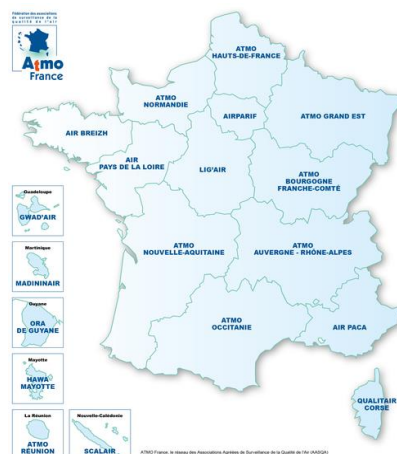 Fédération des associations
de surveillance de la
qualité de l'air
Atmo
France
ATMO
HAUTS-DE-FRANCE
ATMO
NORMANDIE
AIRPARIF
ATMO GRAND EST
AIR BREIZH
AIR
PAYS DE LA LOIRE
LIG'AIR
ATMO
BOURGOGNE
FRANCHE-COMTÉ
Guadeloupe
GWAD'AIR
Martinique
MADININAIR
ATMO
NOUVELLE-AQUITAINE
ATMO
AUVERGNE - RHÔNE-ALPES
Guyane
ORA
DE GUYANE
ATMO
OCCITANIE
AIR PACA
Mayotte
HAWA
MAYOTTE
QUALITAIR
CORSE
La Réunion
ATMO
RÉUNION
Nouvelle-Calédonie
SCALAIR
ATMO France, le réseau des Associations Agréées de Surveillance de la Qualité de l'Air (AASQA)